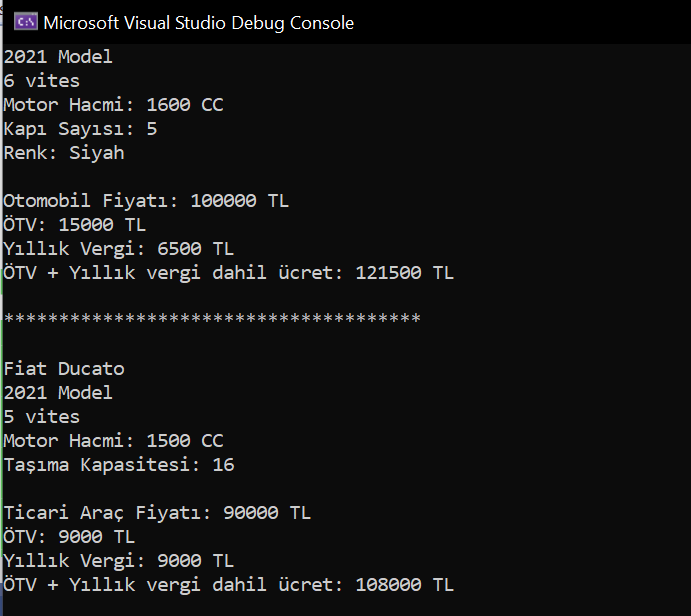 Microsoft Visual Studio Debug Console
2021 Model
6 vites
Motor Hacmi: 1600 CC
Kapı Sayısı: 5
Renk: Siyah
Otomobil Fiyatı: 100000 TL
ÖTV: 15000 TL
Yıllık Vergi: 6500 TL
ÖTV + Yıllık vergi dahil ücret: 121500 TL
**************************************
Fiat Ducato
2021 Model
5 vites
Motor Hacmi: 1500 CC
Taşıma Kapasitesi: 16
Ticari Araç Fiyatı: 90000 TL
ÖTV: 9000 TL
Yıllık Vergi: 9000 TL
ÖTV + Yıllık vergi dahil ücret: 108000 TL